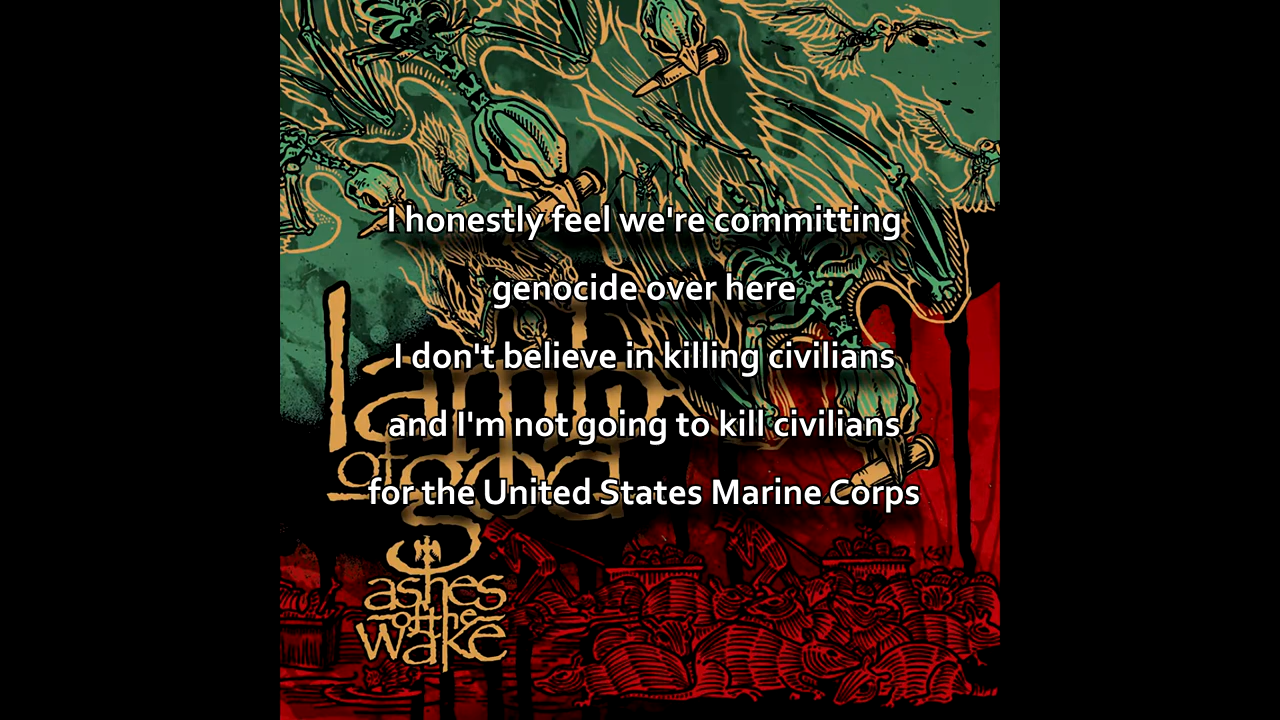 I honestly feel we're committing
genocide over here
I don't believe in killing civilians
and I'm not going to kill civilians
for the United States Marine Corps
lamb
of god
ashes
of the
wake